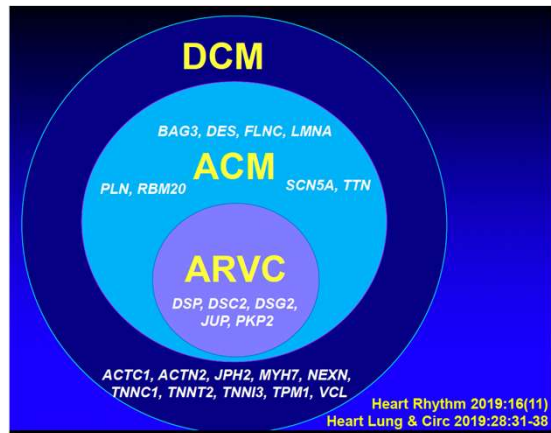 DCM
BAG3, DES, FLNC, LMNA
ACM
PLN, RBM20
SCN5A, TTN
ARVC
DSP, DSC2, DSG2,
JUP, PKP2
ACTC1, ACTN2, JPH2, MYH7, NEXN,
TNNC1, TNNT2, TNNI3, TPM1, VCL
Heart Rhythm 2019:16(11)
Heart Lung & Circ 2019:28:31-38